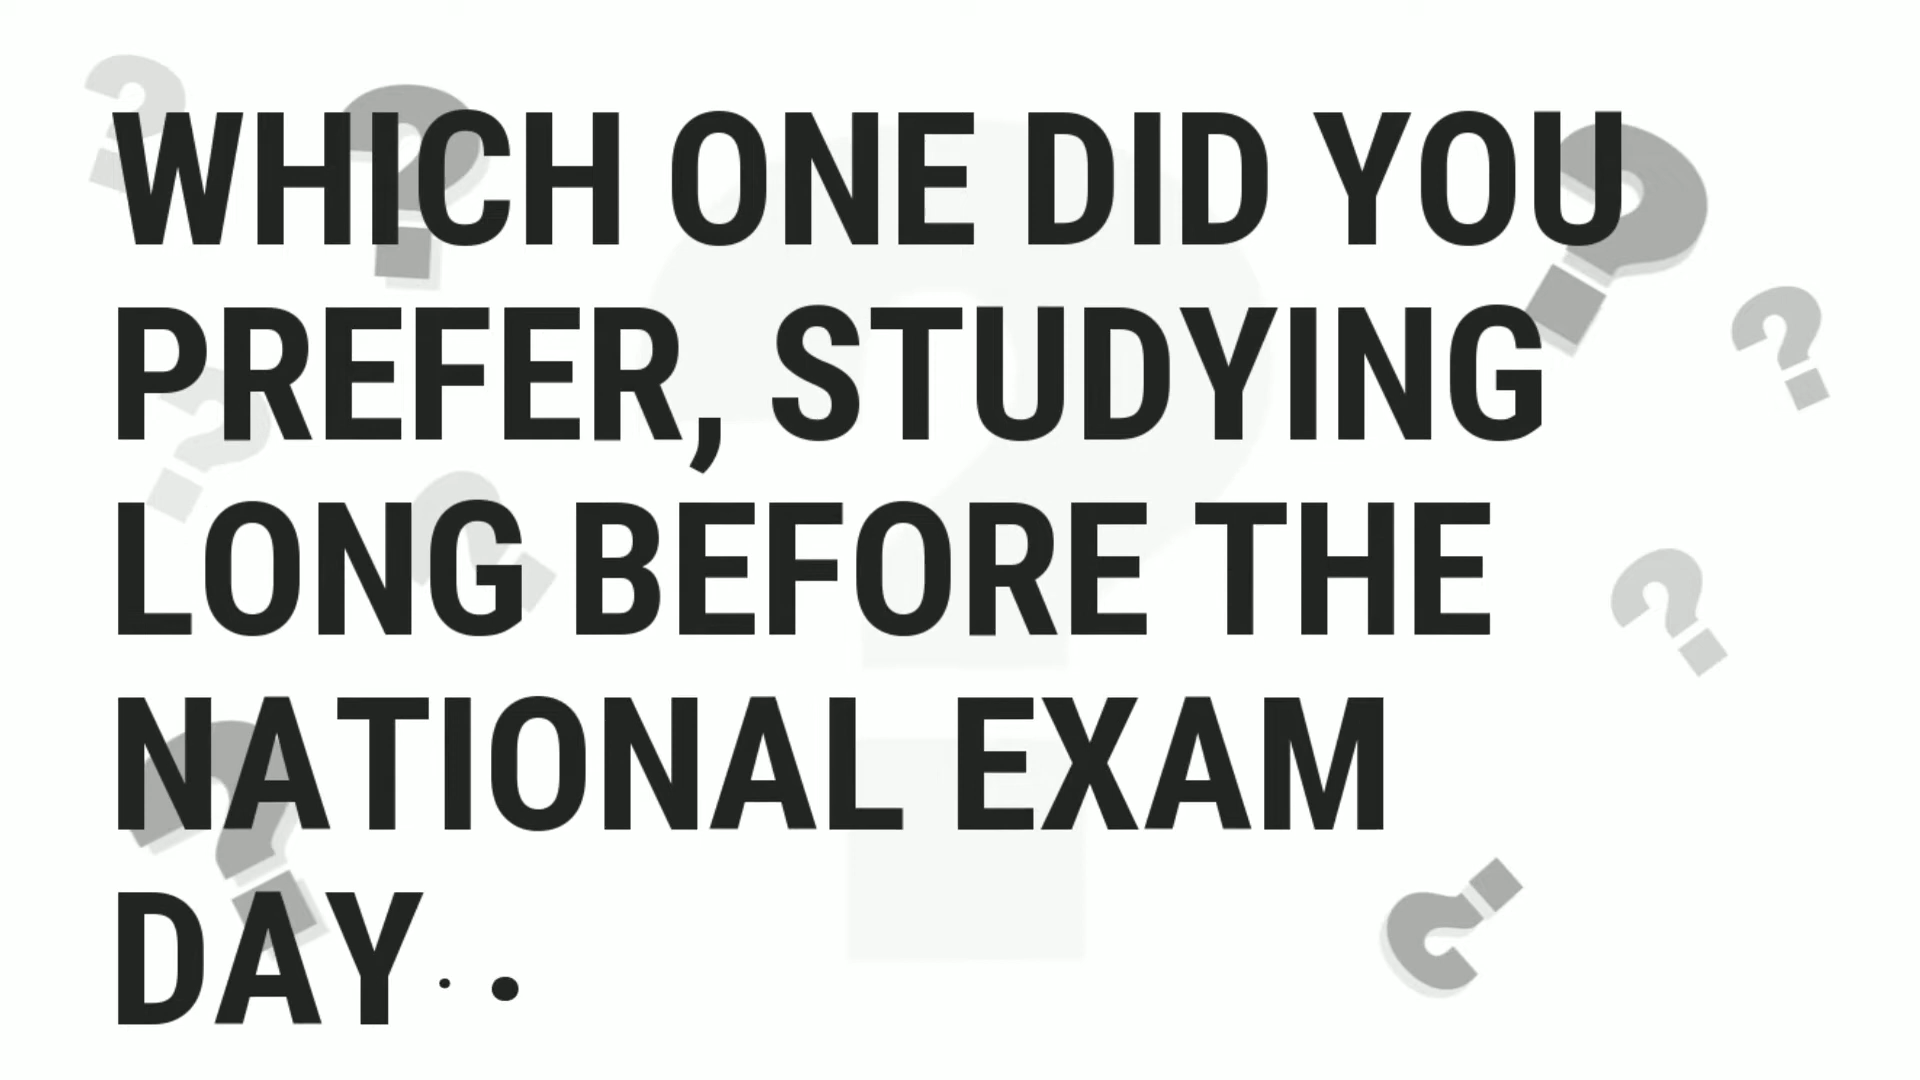 WHICH ONE DID YOU
PREFER, STUDYING
LONG BEFORE THE
NATIONAL EXAM
DAY..